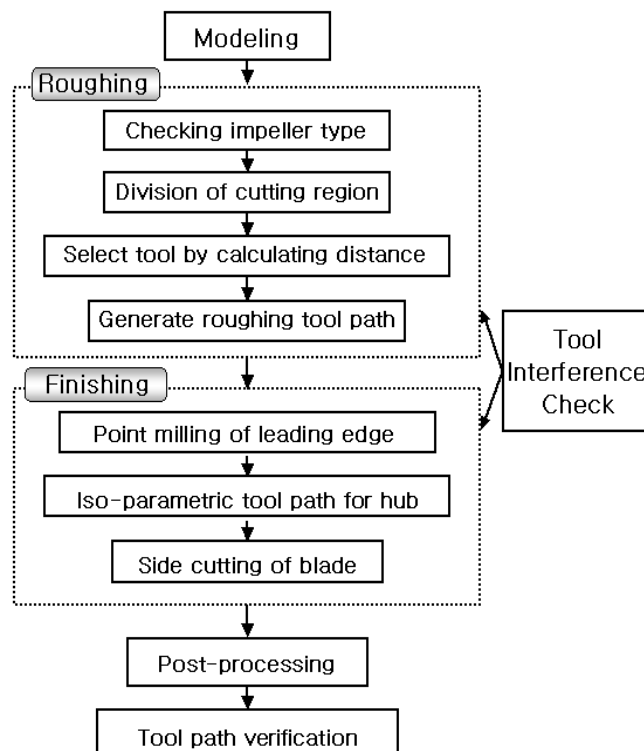 Modeling
Roughing
Checking impeller type
Division of cutting region
Select tool by calculating distance
Generate roughing tool path
Tool
Interference
Check
Finishing
Point milling of leading edge
Iso-parametric tool path for hub
Side cutting of blade
Post-processing
Tool path verification